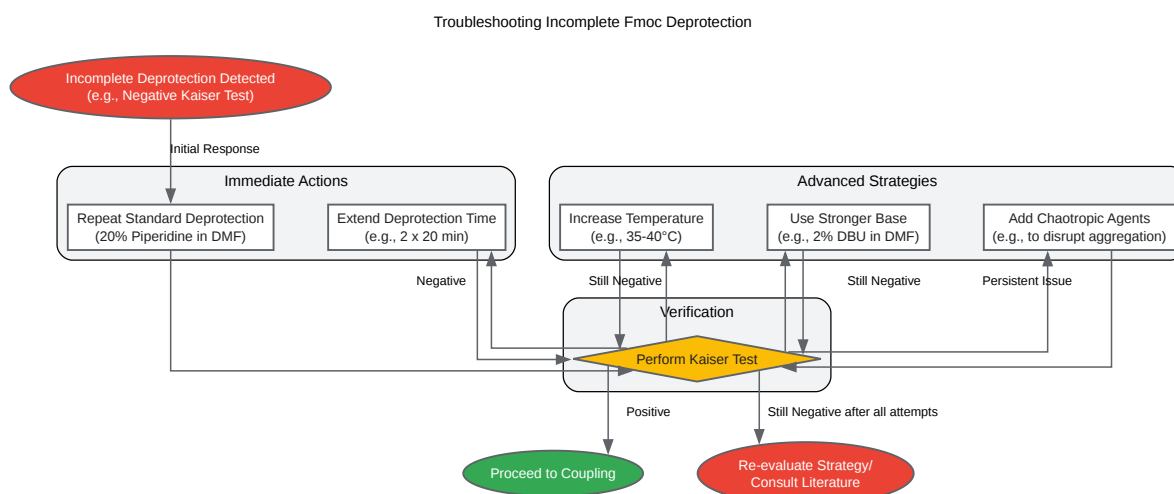 Troubleshooting Incomplete Fmoc Deprotection
Incomplete Deprotection Detected
(e.g., Negative Kaiser Test)
Initial Response
Immediate Actions
Advanced Strategies
Repeat Standard Deprotection
(20% Piperidine in DMF)
Extend Deprotection Time
(e.g., 2 x 20 min)
Increase Temperature
(e.g., 35-40°C)
Use Stronger Base
(e.g., 2% DBU in DMF)
Add Chaotropic Agents
(e.g., to disrupt aggregation)
Negative
Still Negative
Still Negative
Persistent Issue
Verification
Perform Kaiser Test
Positive
Still Negative after all attempts
Proceed to Coupling
Re-evaluate Strategy/
Consult Literature